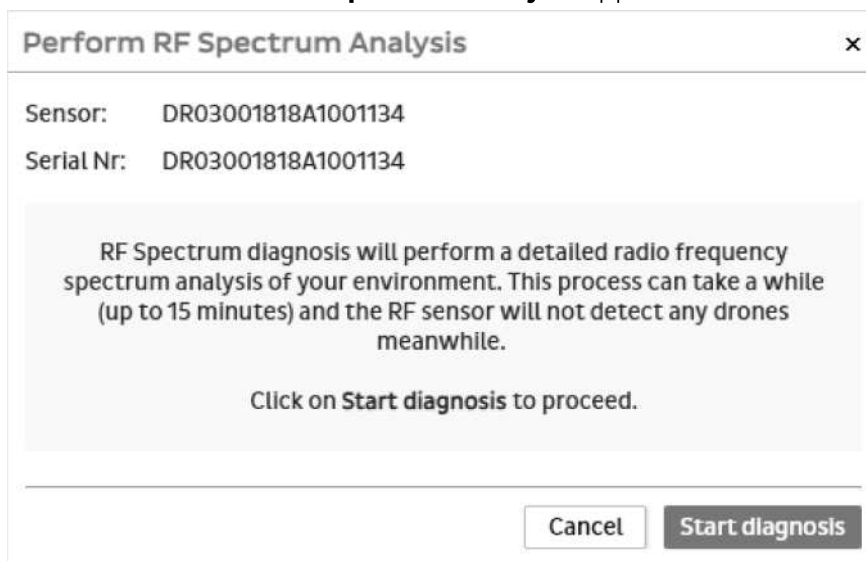 Perform RF Spectrum Analysis ×
Sensor: DR03001818A1001134
Serial Nr: DR03001818A1001134
RF Spectrum diagnosis will perform a detailed radio frequency
spectrum analysis of your environment. This process can take a while
(up to 15 minutes) and the RF sensor will not detect any drones
meanwhile.
Click on Start diagnosis to proceed.
Cancel Start diagnosis